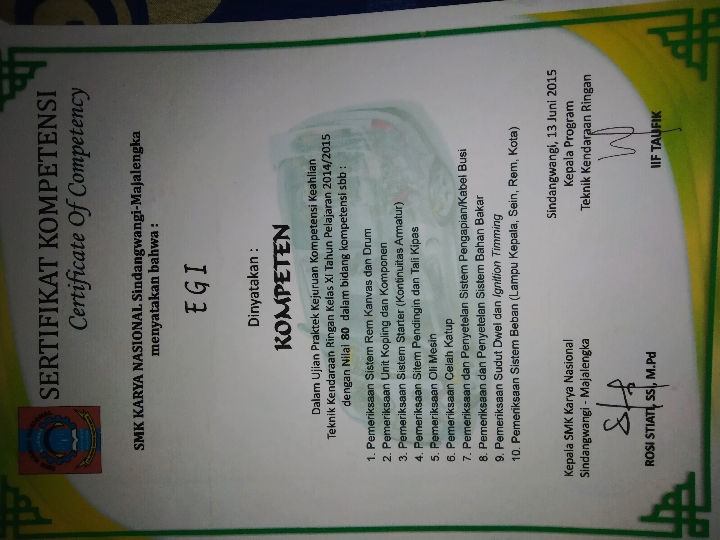 SERTIFIKAT KOMPETENSI
Certificate Of Competency
SMK KARYA NASIONAL Sindangwangi-Majalengka
menyatakan bahwa :
EGI
Dinyatakan :
KOMPETEN
Dalam Ujian Praktek Kejuruan Kompetensi Keahlian
Teknik Kendaraan Ringan Kelas XI Tahun Pelajaran 2014/2015
dengan Nilai 80 dalam bidang kompetensi sbb :
1. Pemeriksaan Sistem Rem Kanvas dan Drum
2. Pemeriksaan Unit Kopling dan Komponen
3. Pemeriksaan Sistem Starter (Kontinuitas Armatur)
4. Pemeriksaan Sitem Pendingin dan Tali Kipas
5. Pemeriksaan Oli Mesin
6. Pemeriksaan Celah Katup
7. Pemeriksaan dan Penyetelan Sistem Pengapian/Kabel Busi
8. Pemeriksaan dan Penyetelan Sistem Bahan Bakar
9. Pemeriksaan Sudut Dwel dan Ignition Timming
10. Pemeriksaan Sistem Beban (Lampu Kepala, Sein, Rem, Kota)
Sindangwangi, 13 Juni 2015
Kepala Program
Teknik Kendaraan Ringan
IIF TAUFIK
Kepala SMK Karya Nasional
Sindangwangi - Majalengka
ROSI STIATI, SS., M.Pd